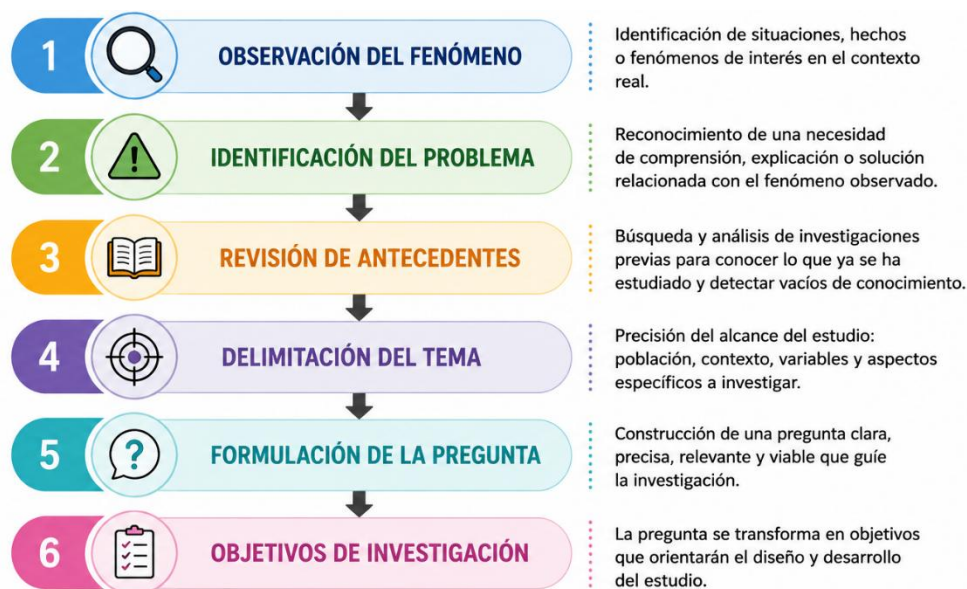 1
OBSERVACIÓN DEL FENÓMENO
Identificación de situaciones, hechos
o fenómenos de interés en el contexto
real.
2
IDENTIFICACIÓN DEL PROBLEMA
Reconocimiento de una necesidad
de comprensión, explicación o solución
relacionada con el fenómeno observado.
3
REVISIÓN DE ANTECEDENTES
Búsqueda y análisis de investigaciones
previas para conocer lo que ya se ha
estudiado y detectar vacíos de conocimiento.
4
DELIMITACIÓN DEL TEMA
Precisión del alcance del estudio:
población, contexto, variables y aspectos
específicos a investigar.
5
?
FORMULACIÓN DE LA PREGUNTA
Construcción de una pregunta clara,
precisa, relevante y viable que guíe
la investigación.
6
OBJETIVOS DE INVESTIGACIÓN
La pregunta se transforma en objetivos
que orientarán el diseño y desarrollo
del estudio.